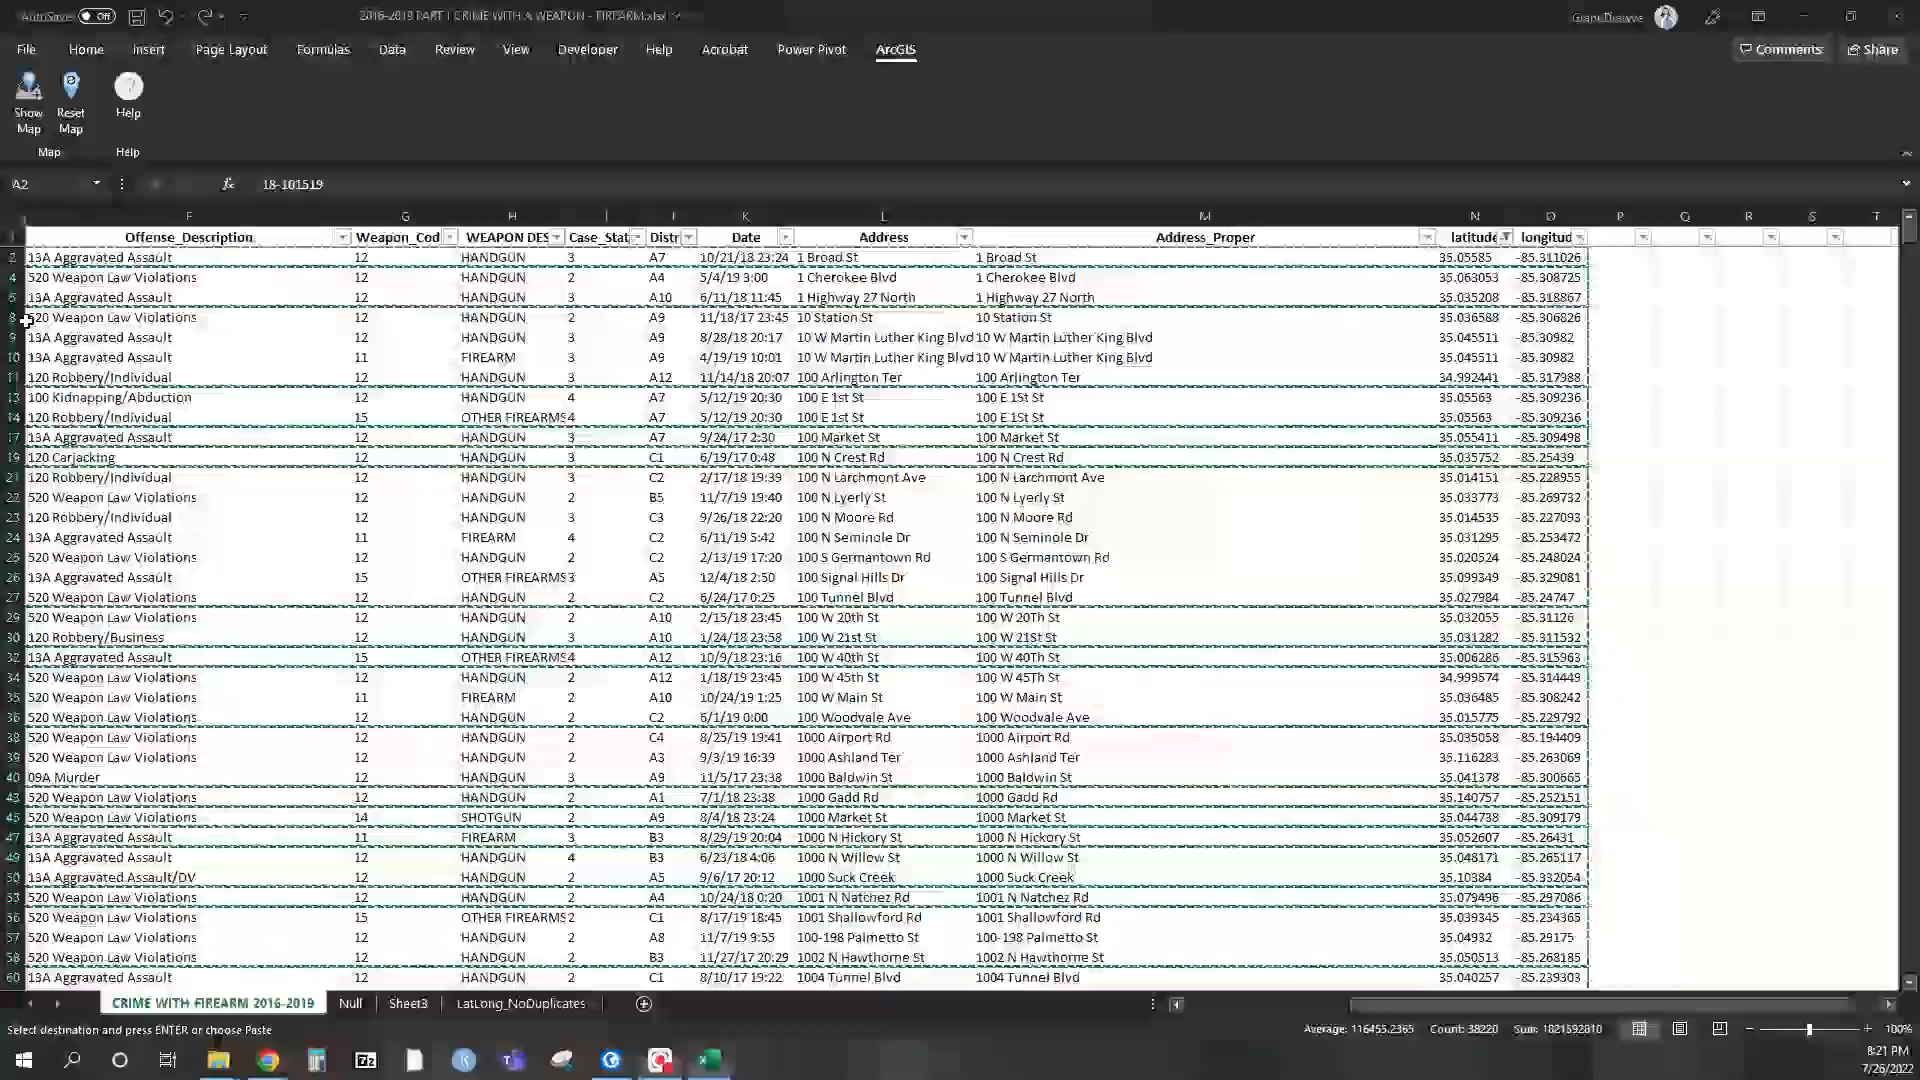 AutoSave Off 2016-2019 PART I CRIME WITH A WEAPON - FIREARM.xlsx
File Home Insert Page Layout Formulas Data Review View Developer Help Acrobat Power Pivot ArcGIS Comments Share
Show Map Reset Map Help
Map Help
A2 fx 18-101519
F G H I J K L M N O P Q R S T
1 Offense_Description Weapon_Cod WEAPON DES Case_Stat Distr Date Address Address_Proper latitude longitud
2 13A Aggravated Assault 12 HANDGUN 3 A7 10/21/18 23:24 1 Broad St 1 Broad St 35.05585 -85.311026
4 520 Weapon Law Violations 12 HANDGUN 2 A4 5/4/19 3:00 1 Cherokee Blvd 1 Cherokee Blvd 35.063053 -85.308725
13A Aggravated Assault 12 HANDGUN 3 A10 6/11/18 11:45 1 Highway 27 North 1 Highway 27 North 35.035208 -85.318867
8 520 Weapon Law Violations 12 HANDGUN 2 A9 11/18/17 23:45 10 Station St 10 Station St 35.036588 -85.306826
9 13A Aggravated Assault 12 HANDGUN 3 A9 8/28/18 20:17 10 W Martin Luther King Blvd 10 W Martin Luther King Blvd 35.045511 -85.30982
10 13A Aggravated Assault 11 FIREARM 3 A9 4/19/19 10:01 10 W Martin Luther King Blvd 10 W Martin Luther King Blvd 35.045511 -85.30982
11 120 Robbery/Individual 12 HANDGUN 3 A12 11/14/18 20:07 100 Arlington Ter 100 Arlington Ter 34.992441 -85.317988
13 100 Kidnapping/Abduction 12 HANDGUN 4 A7 5/12/19 20:30 100 E 1st St 100 E 1St St 35.05563 -85.309236
14 120 Robbery/Individual 15 OTHER FIREARMS 4 A7 5/12/19 20:30 100 E 1st St 100 E 1St St 35.05563 -85.309236
17 13A Aggravated Assault 12 HANDGUN 3 A7 9/24/17 2:30 100 Market St 100 Market St 35.055411 -85.309498
19 120 Carjacking 12 HANDGUN 3 C1 6/19/17 0:48 100 N Crest Rd 100 N Crest Rd 35.035752 -85.25439
21 120 Robbery/Individual 12 HANDGUN 3 C2 2/17/18 19:39 100 N Larchmont Ave 100 N Larchmont Ave 35.014151 -85.228955
22 520 Weapon Law Violations 12 HANDGUN 2 B5 11/7/19 19:40 100 N Lyerly St 100 N Lyerly St 35.033773 -85.269732
23 120 Robbery/Individual 12 HANDGUN 3 C3 9/26/18 22:20 100 N Moore Rd 100 N Moore Rd 35.014535 -85.227093
24 13A Aggravated Assault 11 FIREARM 4 C2 6/11/19 5:42 100 N Seminole Dr 100 N Seminole Dr 35.031295 -85.253472
25 520 Weapon Law Violations 12 HANDGUN 2 C2 2/13/19 17:20 100 S Germantown Rd 100 S Germantown Rd 35.020524 -85.248024
26 13A Aggravated Assault 15 OTHER FIREARMS 3 A5 12/4/18 2:50 100 Signal Hills Dr 100 Signal Hills Dr 35.099349 -85.329081
27 520 Weapon Law Violations 12 HANDGUN 2 C2 6/24/17 0:25 100 Tunnel Blvd 100 Tunnel Blvd 35.027984 -85.24747
29 520 Weapon Law Violations 12 HANDGUN 2 A10 2/15/18 23:45 100 W 20th St 100 W 20Th St 35.032055 -85.31126
30 120 Robbery/Business 12 HANDGUN 3 A10 1/24/18 23:58 100 W 21st St 100 W 21St St 35.031282 -85.311532
32 13A Aggravated Assault 15 OTHER FIREARMS 4 A12 10/9/18 23:16 100 W 40th St 100 W 40Th St 35.006286 -85.315963
34 520 Weapon Law Violations 12 HANDGUN 2 A12 1/18/19 23:45 100 W 45th St 100 W 45Th St 34.999574 -85.314449
35 520 Weapon Law Violations 11 FIREARM 2 A10 10/24/19 1:25 100 W Main St 100 W Main St 35.036485 -85.308242
36 520 Weapon Law Violations 12 HANDGUN 2 C2 6/1/19 0:00 100 Woodvale Ave 100 Woodvale Ave 35.015775 -85.229792
38 520 Weapon Law Violations 12 HANDGUN 2 C4 8/25/19 19:41 1000 Airport Rd 1000 Airport Rd 35.035058 -85.194409
39 520 Weapon Law Violations 12 HANDGUN 2 A3 9/3/19 16:39 1000 Ashland Ter 1000 Ashland Ter 35.116283 -85.263069
40 09A Murder 12 HANDGUN 3 A9 11/5/17 23:38 1000 Baldwin St 1000 Baldwin St 35.041378 -85.300665
43 520 Weapon Law Violations 12 HANDGUN 2 A1 7/1/18 23:38 1000 Gadd Rd 1000 Gadd Rd 35.140757 -85.252151
45 520 Weapon Law Violations 14 SHOTGUN 2 A9 8/4/18 23:24 1000 Market St 1000 Market St 35.044738 -85.309179
47 13A Aggravated Assault 11 FIREARM 3 B3 8/29/19 20:04 1000 N Hickory St 1000 N Hickory St 35.052607 -85.26431
49 13A Aggravated Assault 12 HANDGUN 4 B3 6/23/18 4:06 1000 N Willow St 1000 N Willow St 35.048171 -85.265117
50 13A Aggravated Assault/DV 12 HANDGUN 2 A5 9/6/17 20:12 1000 Suck Creek 1000 Suck Creek 35.10384 -85.332054
53 520 Weapon Law Violations 12 HANDGUN 2 A4 10/24/18 0:20 1001 N Natchez Rd 1001 N Natchez Rd 35.079496 -85.297086
56 520 Weapon Law Violations 15 OTHER FIREARMS 2 C1 8/17/19 18:45 1001 Shallowford Rd 1001 Shallowford Rd 35.039345 -85.234365
57 520 Weapon Law Violations 12 HANDGUN 2 A8 11/7/19 9:55 100-198 Palmetto St 100-198 Palmetto St 35.04932 -85.29175
58 520 Weapon Law Violations 12 HANDGUN 2 B3 11/27/17 20:29 1002 N Hawthorne St 1002 N Hawthorne St 35.050513 -85.268185
60 13A Aggravated Assault 12 HANDGUN 2 C1 8/10/17 19:22 1004 Tunnel Blvd 1004 Tunnel Blvd 35.040257 -85.239303
CRIME WITH FIREARM 2016-2019 Null Sheet3 LatLong_NoDuplicates
Select destination and press ENTER or choose Paste Average: 116455.2365 Count: 38220 Sum: 1821592810 100%
8:21 PM
7/26/2022